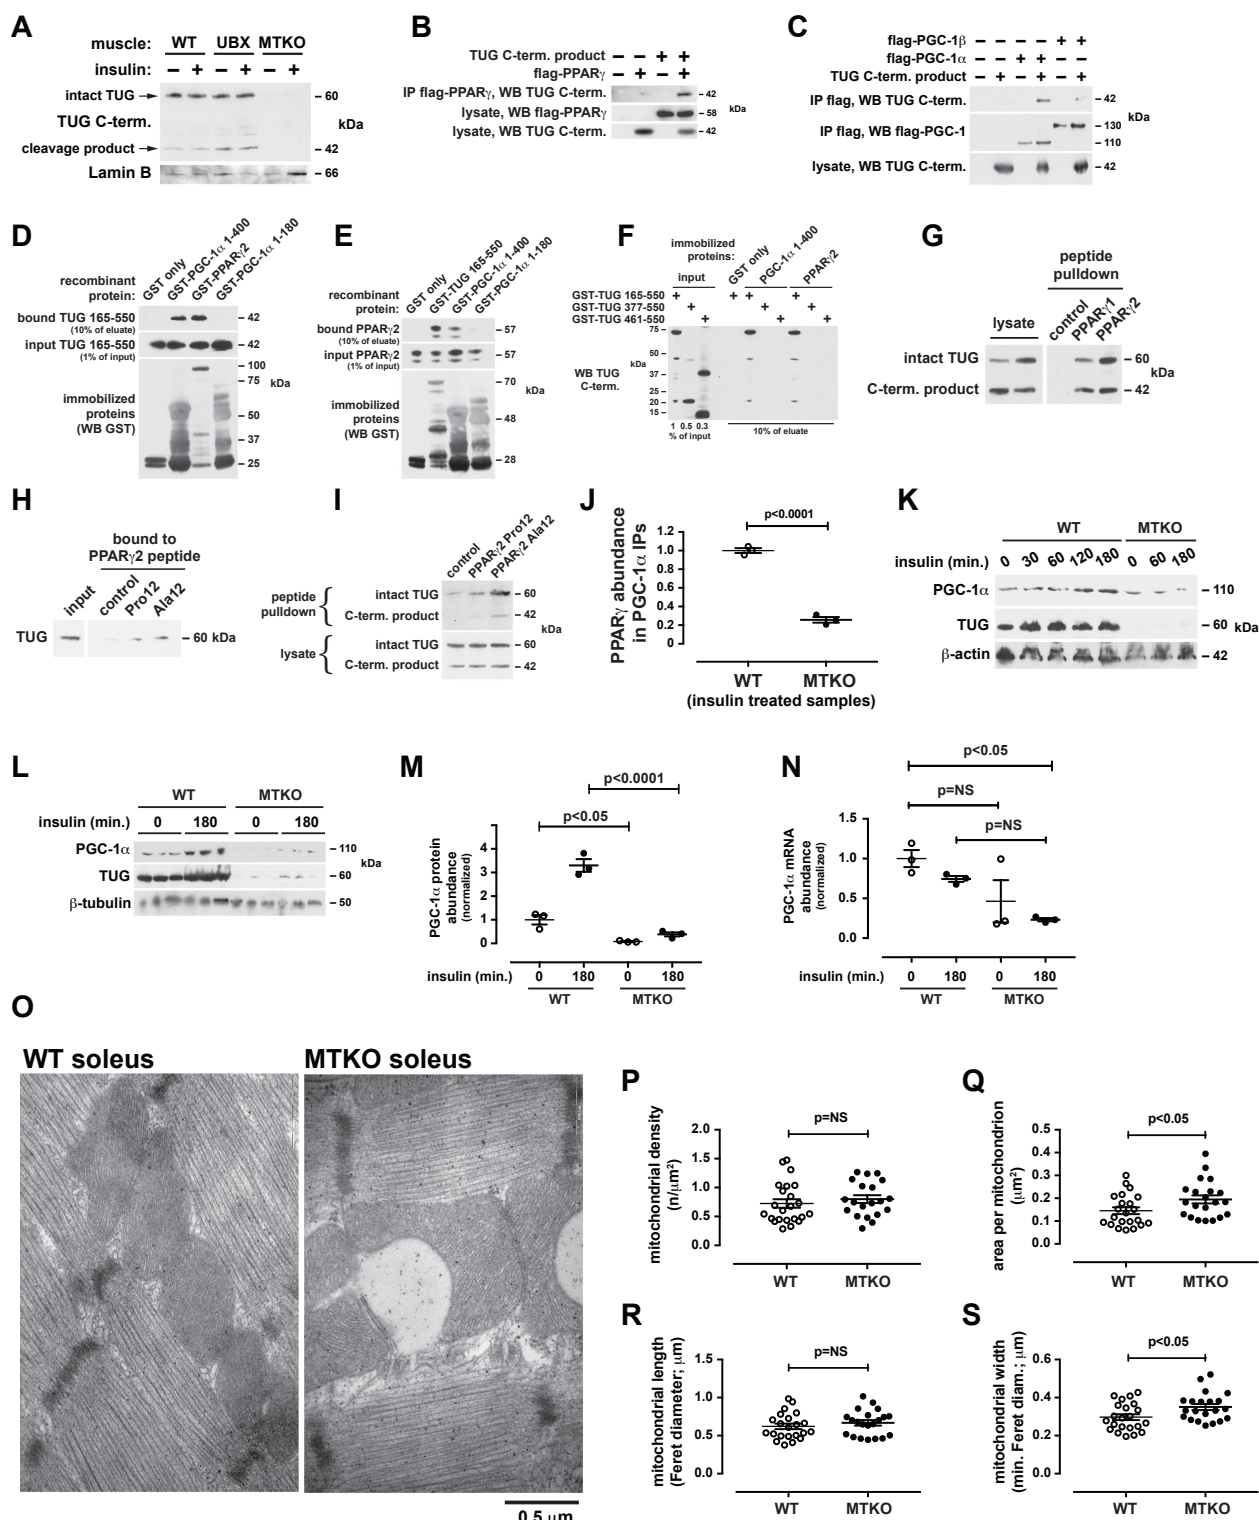 A
muscle: WT UBX MTKO
insulin: – + – + – +
intact TUG – 60
TUG C-term. kDa
cleavage product – 42
Lamin B – 66
B
TUG C-term. product – – + +
flag-PPARγ – + – +
IP flag-PPARγ, WB TUG C-term. – 42
lysate, WB flag-PPARγ – 58 kDa
lysate, WB TUG C-term. – 42
C
flag-PGC-1β – – – – + +
flag-PGC-1α – – + + – –
TUG C-term. product – + – + – +
IP flag, WB TUG C-term. – 42
kDa
IP flag, WB flag-PGC-1 – 130
– 110
lysate, WB TUG C-term. – 42
D
recombinant protein: GST only GST-PGC-1α 1-400 GST-PPARγ2 GST-PGC-1α 1-180
bound TUG 165-550 – 42
(10% of eluate)
input TUG 165-550 – 42
(1% of input)
– 100
– 75 kDa
immobilized
proteins – 50
(WB GST)
– 37
– 25
E
recombinant protein: GST only GST-TUG 165-550 GST-PGC-1α 1-400 GST-PGC-1α 1-180
bound PPARγ2 – 57
(10% of eluate)
input PPARγ2 – 57
(1% of input)
– 70
kDa
immobilized
proteins – 48
(WB GST)
– 28
F
immobilized
proteins: GST only PGC-1α 1-400 PPARγ2
input
GST-TUG 165-550 + + + +
GST-TUG 377-550 + + +
GST-TUG 461-550 + + +
75
50
kDa
WB TUG 37
C-term.
25
20
15
1 0.5 0.3
% of input 10% of eluate
G
peptide
pulldown
lysate control PPARγ1 PPARγ2
intact TUG – 60
kDa
C-term. product – 42
H
bound to
PPARγ2 peptide
input control Pro12 Ala12
TUG – 60 kDa
I
control PPARγ2 Pro12 PPARγ2 Ala12
peptide pulldown
intact TUG – 60
C-term. product – 42
kDa
lysate
intact TUG – 60
C-term. product – 42
J
p<0.0001
PPARγ abundance
in PGC-1α IPs
1.2
1.0
0.8
0.6
0.4
0.2
0
WT MTKO
(insulin treated samples)
K
WT MTKO
insulin (min.) 0 30 60 120 180 0 60 180
PGC-1α – 110
TUG – 60 kDa
β-actin – 42
L
WT MTKO
insulin (min.) 0 180 0 180
PGC-1α – 110
kDa
TUG – 60
β-tubulin – 50
M
p<0.0001
p<0.05
PGC-1α protein
abundance
(normalized)
4
3
2
1
0
insulin (min.) 0 180 0 180
WT MTKO
N
p<0.05
p=NS
p=NS
PGC-1α mRNA
abundance
(normalized)
1.5
1.0
0.5
0.0
insulin (min.) 0 180 0 180
WT MTKO
O
WT soleus MTKO soleus
0.5 μm
P
p=NS
mitochondrial density
(n/μm²)
2.0
1.5
1.0
0.5
0.0
WT MTKO
Q
p<0.05
area per mitochondrion
(μm²)
0.5
0.4
0.3
0.2
0.1
0.0
WT MTKO
R
p=NS
mitochondrial length
(Feret diameter; μm)
1.5
1.0
0.5
0.0
WT MTKO
S
p<0.05
mitochondrial width
(min. Feret diam.; μm)
0.6
0.4
0.2
0.0
WT MTKO